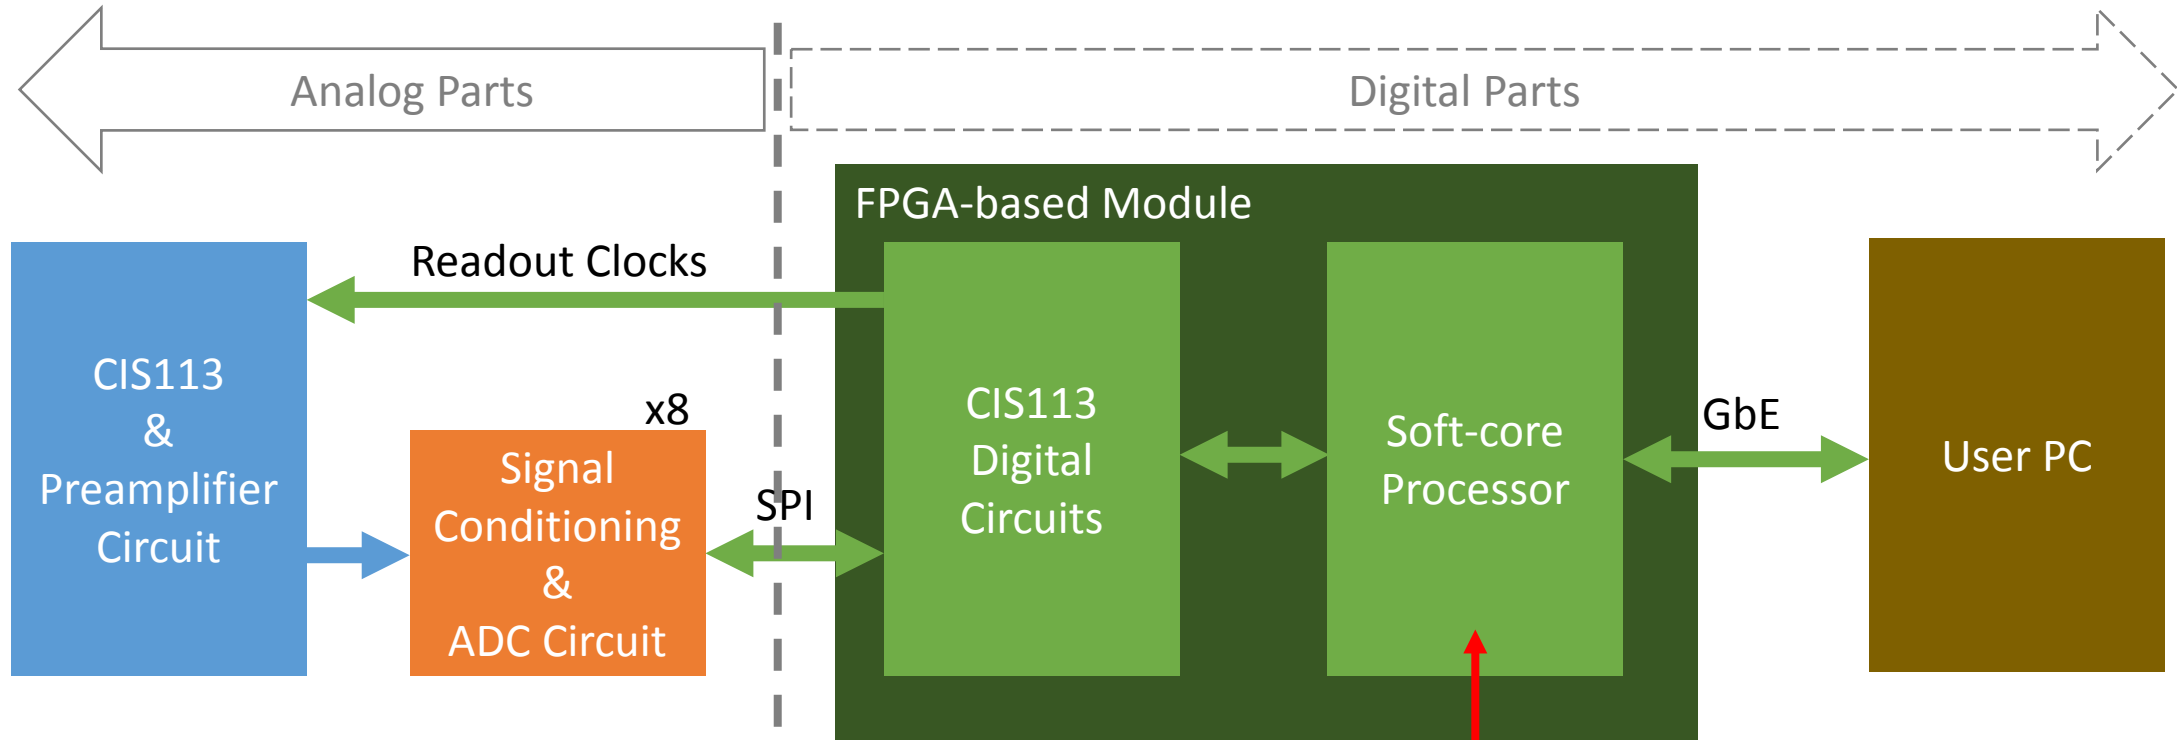 Analog Parts
Digital Parts
FPGA-based Module
Readout Clocks
CIS113
&
Preamplifier
Circuit
x8
Signal
Conditioning
&
ADC Circuit
SPI
CIS113
Digital
Circuits
Soft-core
Processor
GbE
User PC